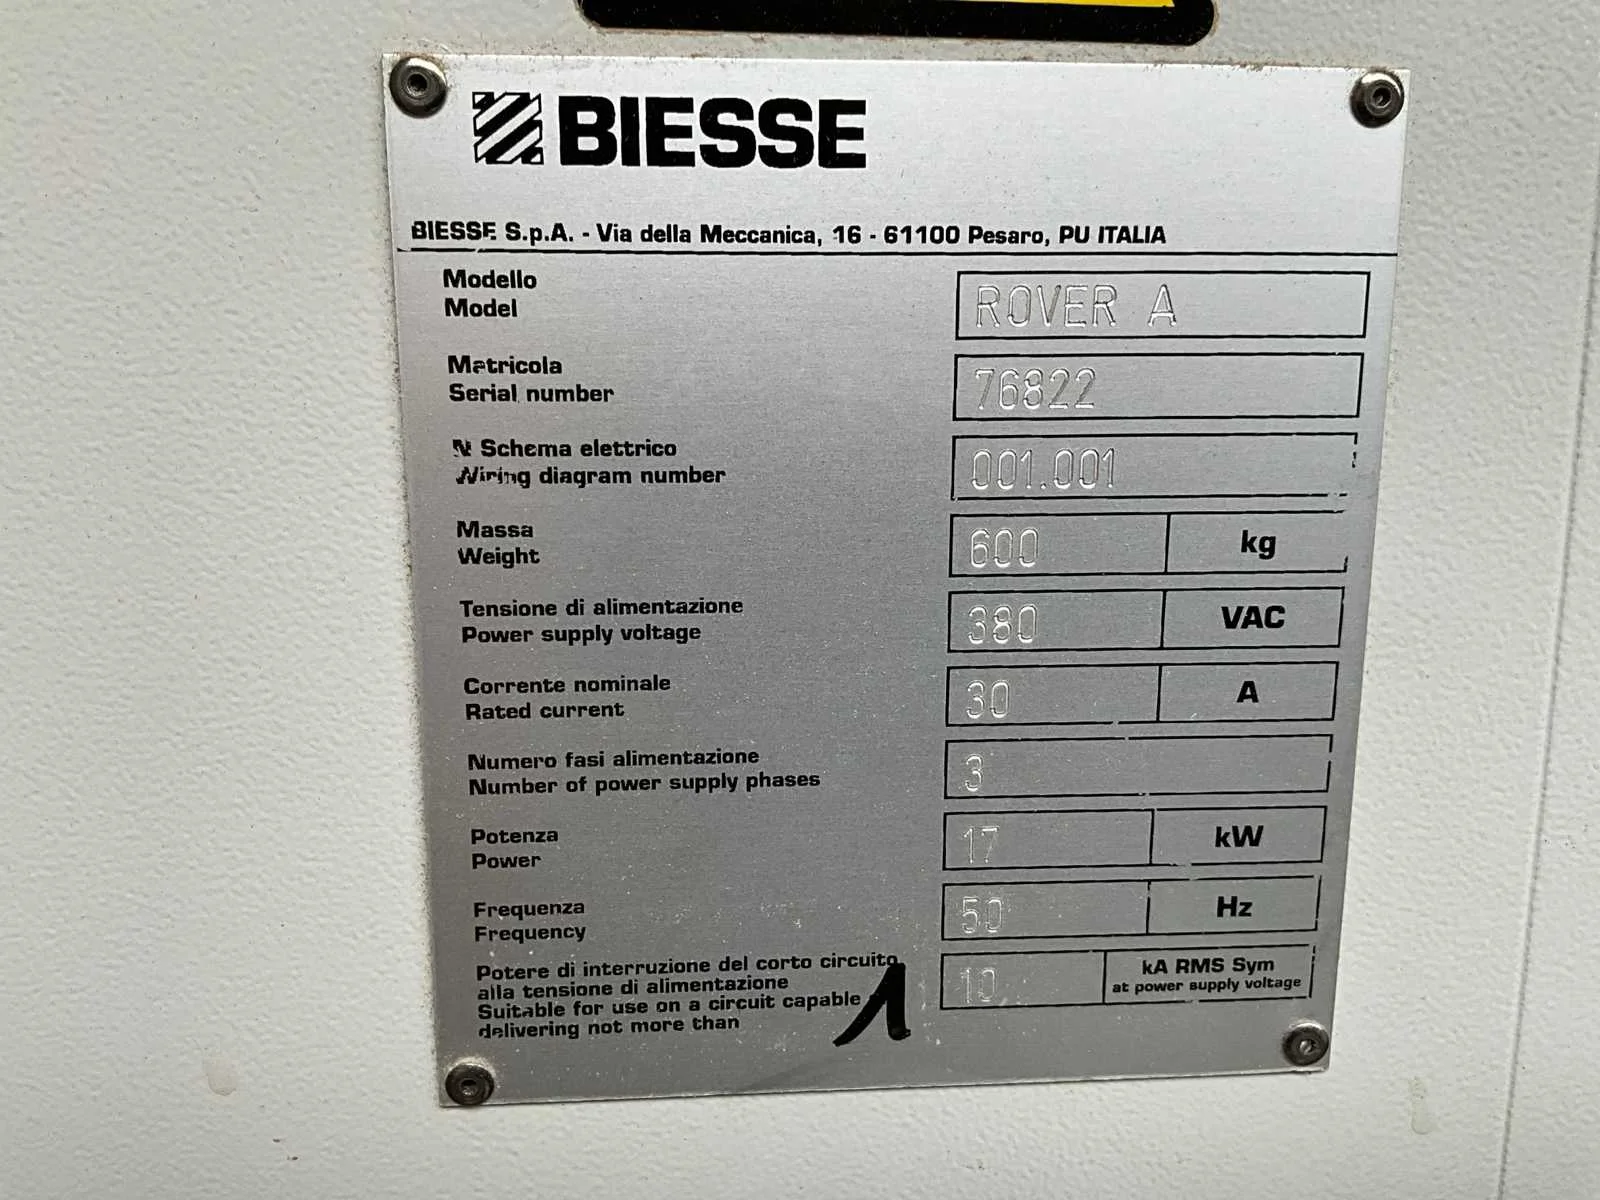 BIESSE
BIESSE S.p.A. - Via della Meccanica, 16 - 61100 Pesaro, PU ITALIA
Modello
Model
ROVER A
Matricola
Serial number
76822
N Schema elettrico
Wiring diagram number
001.001
Massa
Weight
600 kg
Tensione di alimentazione
Power supply voltage
380 VAC
Corrente nominale
Rated current
30 A
Numero fasi alimentazione
Number of power supply phases
3
Potenza
Power
17 kW
Frequenza
Frequency
50 Hz
Potere di interruzione del corto circuito
alla tensione di alimentazione
Suitable for use on a circuit capable
delivering not more than
1
10 kA RMS Sym
at power supply voltage